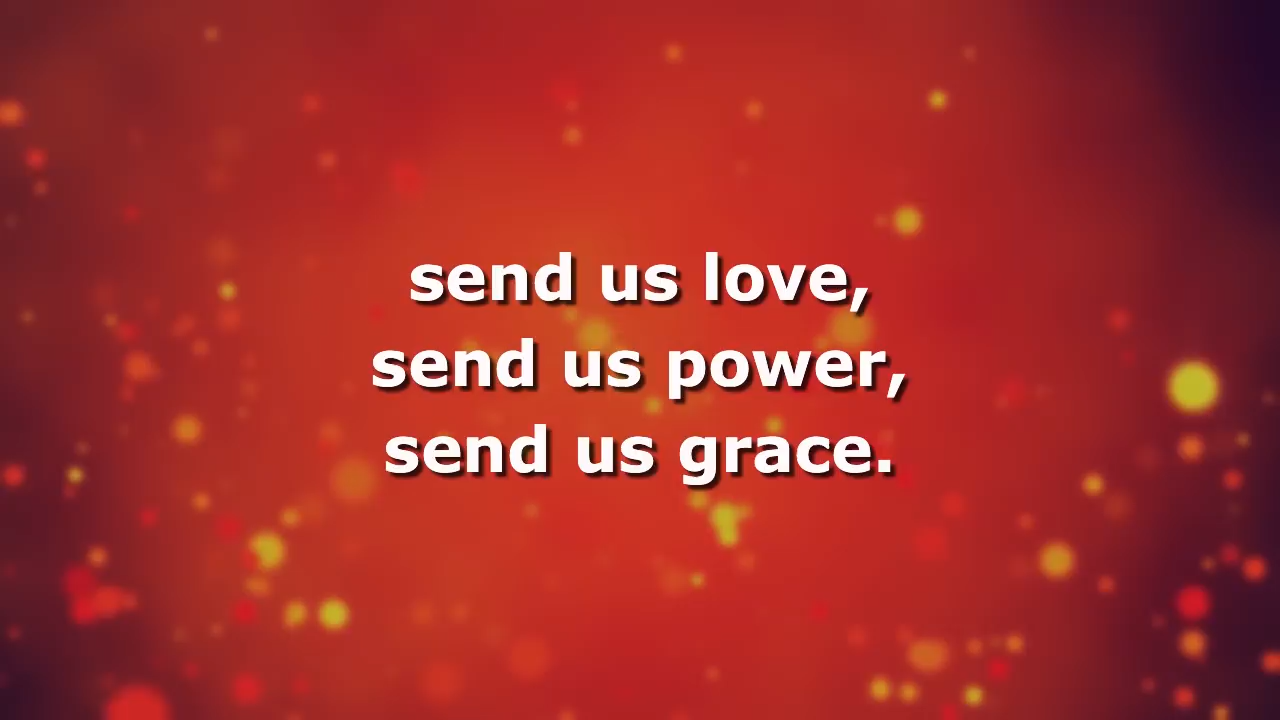 send us love,
send us power,
send us grace.